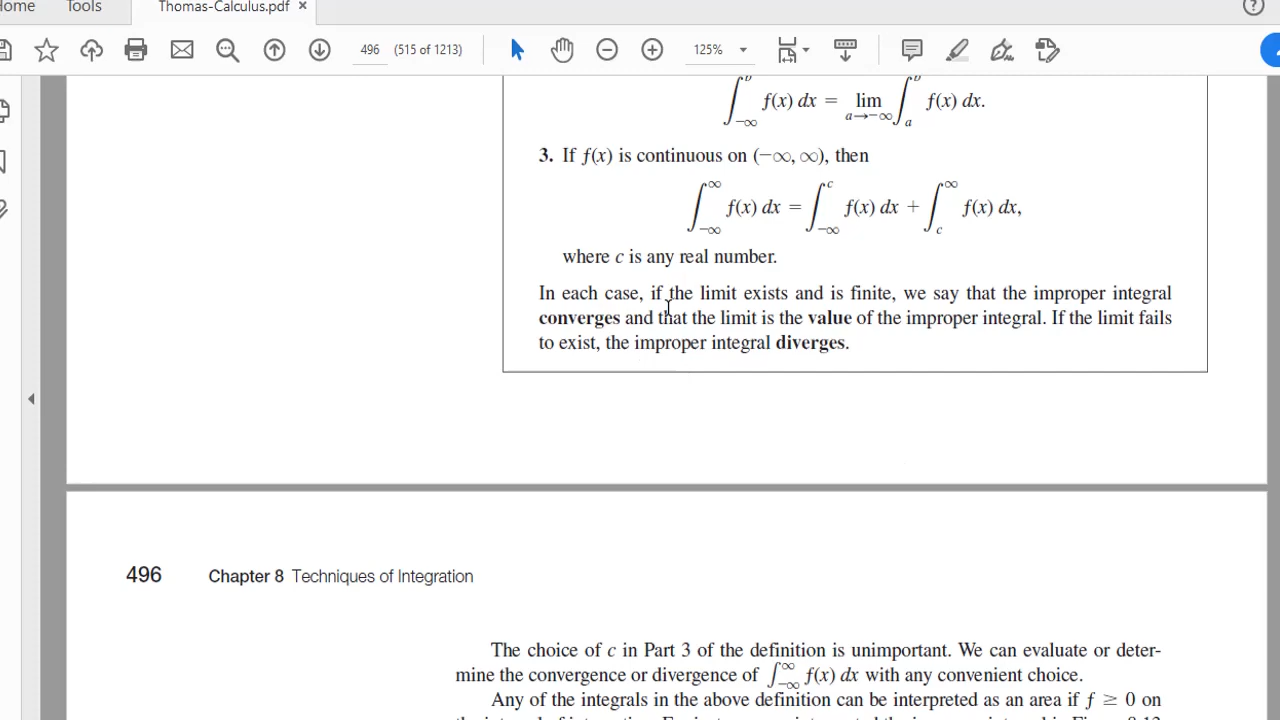 Home Tools Thomas-Calculus.pdf ×
496 (515 of 1213) 125%
∫_{-∞}^{b} f(x) dx = lim_{a→-∞} ∫_{a}^{b} f(x) dx.
3. If f(x) is continuous on (−∞, ∞), then
∫_{-∞}^{∞} f(x) dx = ∫_{-∞}^{c} f(x) dx + ∫_{c}^{∞} f(x) dx,
where c is any real number.
In each case, if the limit exists and is finite, we say that the improper integral
converges and that the limit is the value of the improper integral. If the limit fails
to exist, the improper integral diverges.
496 Chapter 8 Techniques of Integration
The choice of c in Part 3 of the definition is unimportant. We can evaluate or deter-
mine the convergence or divergence of ∫_{-∞}^{∞} f(x) dx with any convenient choice.
Any of the integrals in the above definition can be interpreted as an area if f ≥ 0 on